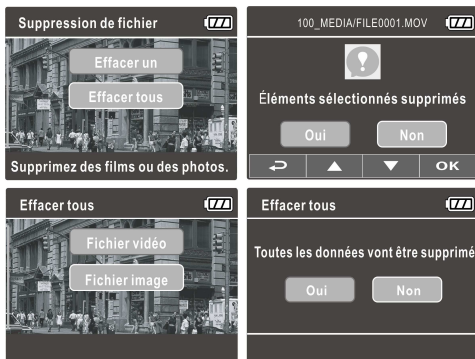 Suppression de fichier
Effacer un
Effacer tous
Supprimez des films ou des photos.
100_MEDIA/FILE0001.MOV
Éléments sélectionnés supprimés
Oui
Non
OK
Effacer tous
Fichier vidéo
Fichier image
Effacer tous
Toutes les données vont être supprimé
Oui
Non